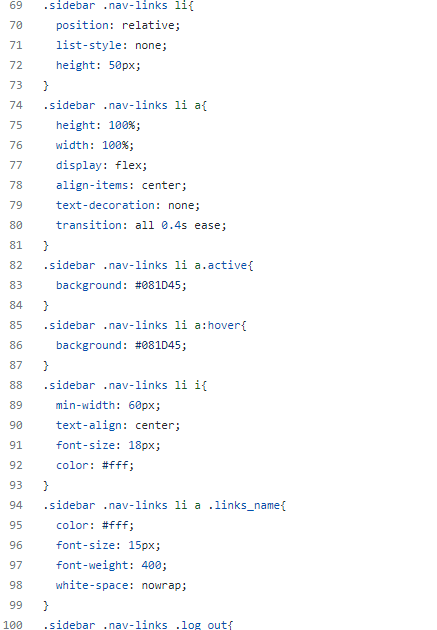 69 .sidebar .nav-links li{
70 position: relative;
71 list-style: none;
72 height: 50px;
73 }
74 .sidebar .nav-links li a{
75 height: 100%;
76 width: 100%;
77 display: flex;
78 align-items: center;
79 text-decoration: none;
80 transition: all 0.4s ease;
81 }
82 .sidebar .nav-links li a.active{
83 background: #081D45;
84 }
85 .sidebar .nav-links li a:hover{
86 background: #081D45;
87 }
88 .sidebar .nav-links li i{
89 min-width: 60px;
90 text-align: center;
91 font-size: 18px;
92 color: #fff;
93 }
94 .sidebar .nav-links li a .links_name{
95 color: #fff;
96 font-size: 15px;
97 font-weight: 400;
98 white-space: nowrap;
99 }
100 .sidebar .nav-links .log_out{